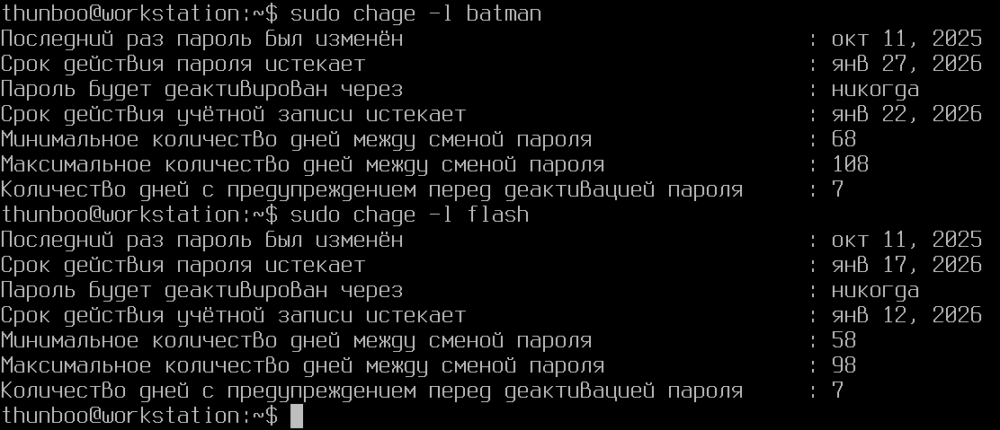 thunboo@workstation:~$ sudo chage -l batman
Последний раз пароль был изменён : окт 11, 2025
Срок действия пароля истекает : янв 27, 2026
Пароль будет деактивирован через : никогда
Срок действия учётной записи истекает : янв 22, 2026
Минимальное количество дней между сменой пароля : 68
Максимальное количество дней между сменой пароля : 108
Количество дней с предупреждением перед деактивацией пароля : 7
thunboo@workstation:~$ sudo chage -l flash
Последний раз пароль был изменён : окт 11, 2025
Срок действия пароля истекает : янв 17, 2026
Пароль будет деактивирован через : никогда
Срок действия учётной записи истекает : янв 12, 2026
Минимальное количество дней между сменой пароля : 58
Максимальное количество дней между сменой пароля : 98
Количество дней с предупреждением перед деактивацией пароля : 7
thunboo@workstation:~$